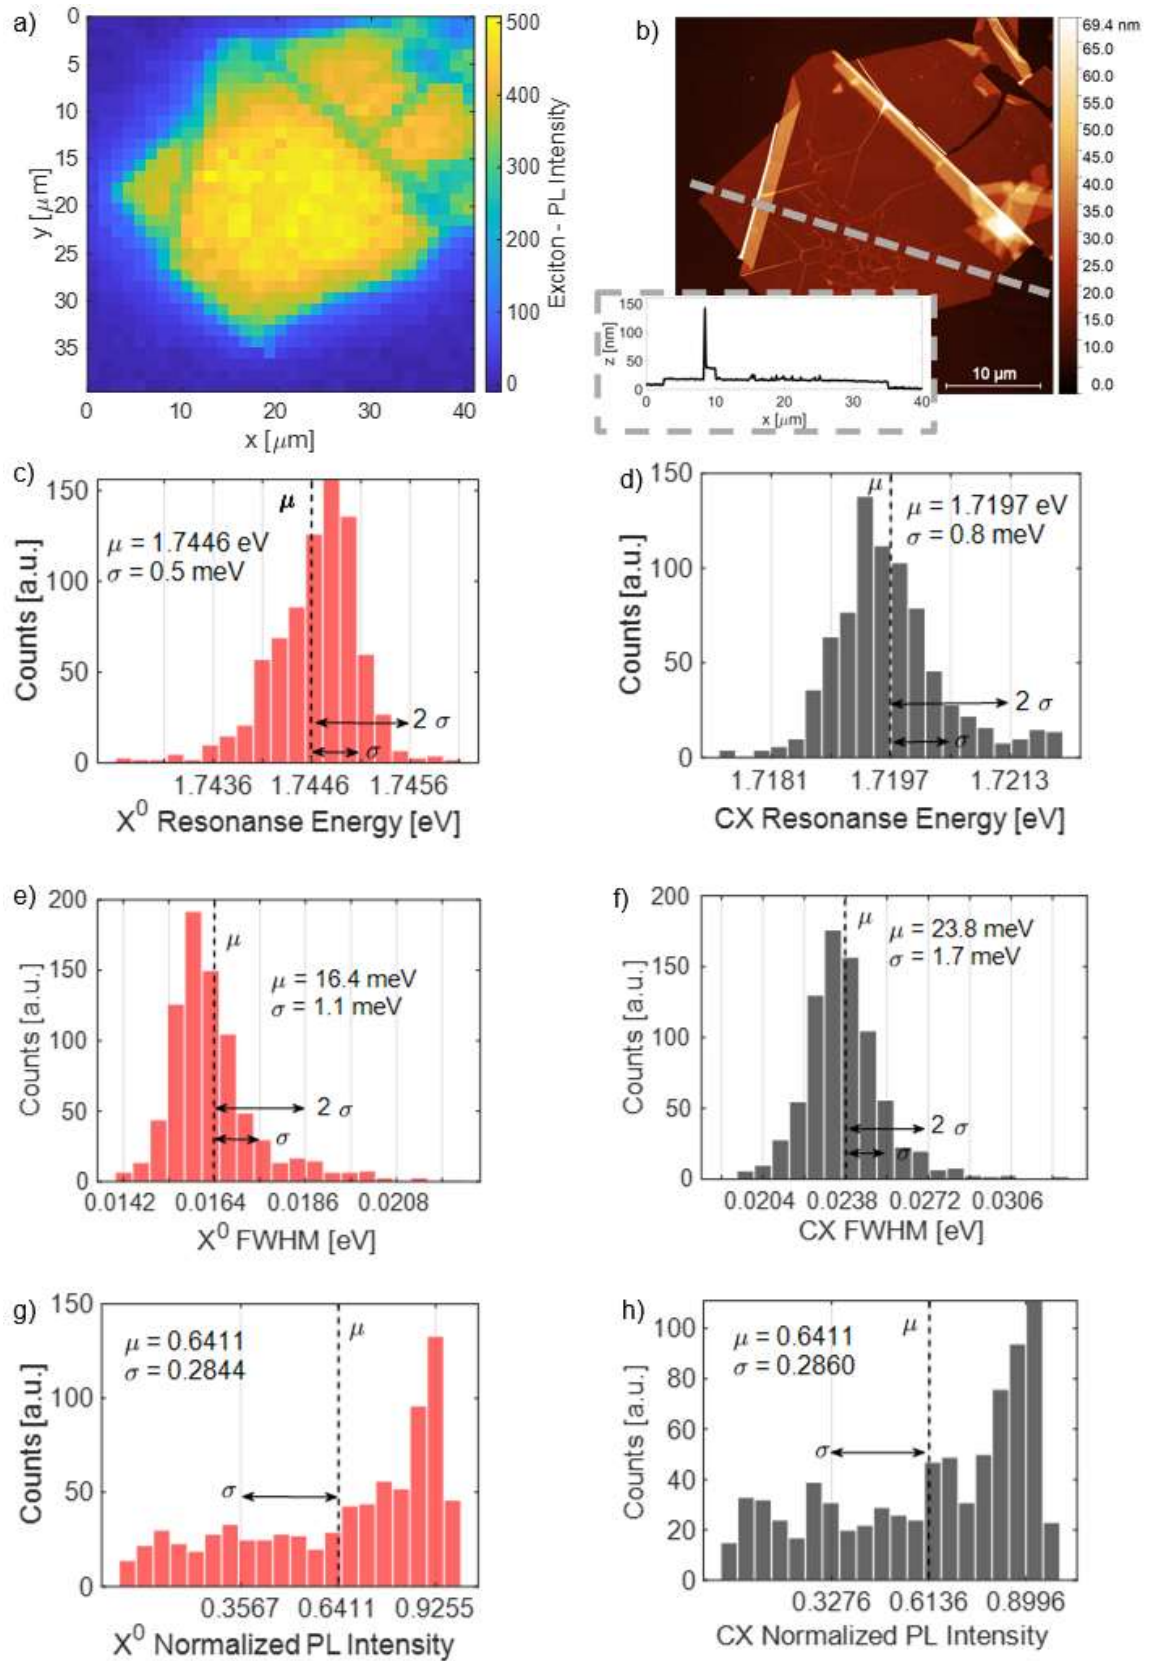 a)
0
5
10
15
20
25
30
35
y [μm]
0
10
20
30
40
x [μm]
500
400
300
200
100
0
Exciton - PL Intensity
b)
69.4 nm
65.0
60.0
55.0
50.0
45.0
40.0
35.0
30.0
25.0
20.0
15.0
10.0
0.0
10 μm
150
100
50
0
z [nm]
0
10
20
30
40
x [μm]
c)
150
100
50
0
Counts [a.u.]
μ
μ = 1.7446 eV
σ = 0.5 meV
2 σ
σ
1.7436 1.7446 1.7456
X⁰ Resonanse Energy [eV]
d)
150
100
50
0
Counts [a.u.]
μ
μ = 1.7197 eV
σ = 0.8 meV
2 σ
σ
1.7181 1.7197 1.7213
CX Resonanse Energy [eV]
e)
200
150
100
50
0
Counts [a.u.]
μ
μ = 16.4 meV
σ = 1.1 meV
2 σ
σ
0.0142 0.0164 0.0186 0.0208
X⁰ FWHM [eV]
f)
200
150
100
50
0
Counts [a.u.]
μ
μ = 23.8 meV
σ = 1.7 meV
2 σ
σ
0.0204 0.0238 0.0272 0.0306
CX FWHM [eV]
g)
150
100
50
0
Counts [a.u.]
μ
μ = 0.6411
σ = 0.2844
σ
0.3567 0.6411 0.9255
X⁰ Normalized PL Intensity
h)
100
80
60
40
20
0
Counts [a.u.]
μ
μ = 0.6411
σ = 0.2860
σ
0.3276 0.6136 0.8996
CX Normalized PL Intensity